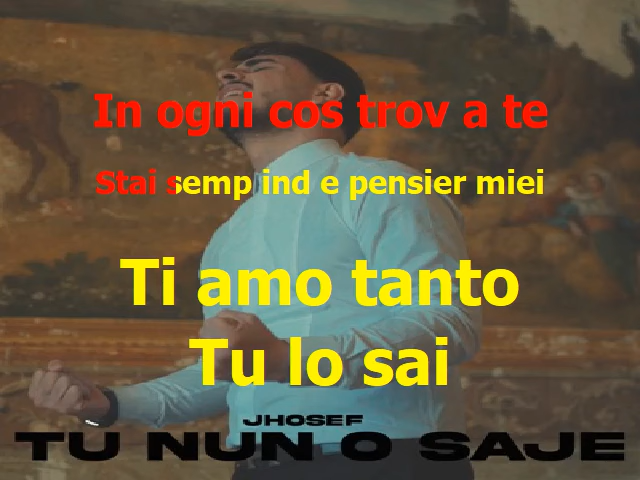 In ogni cos trov a te
Stai semp ind e pensier miei
Ti amo tanto
Tu lo sai
JHOSEF
TU NUN O SAJE